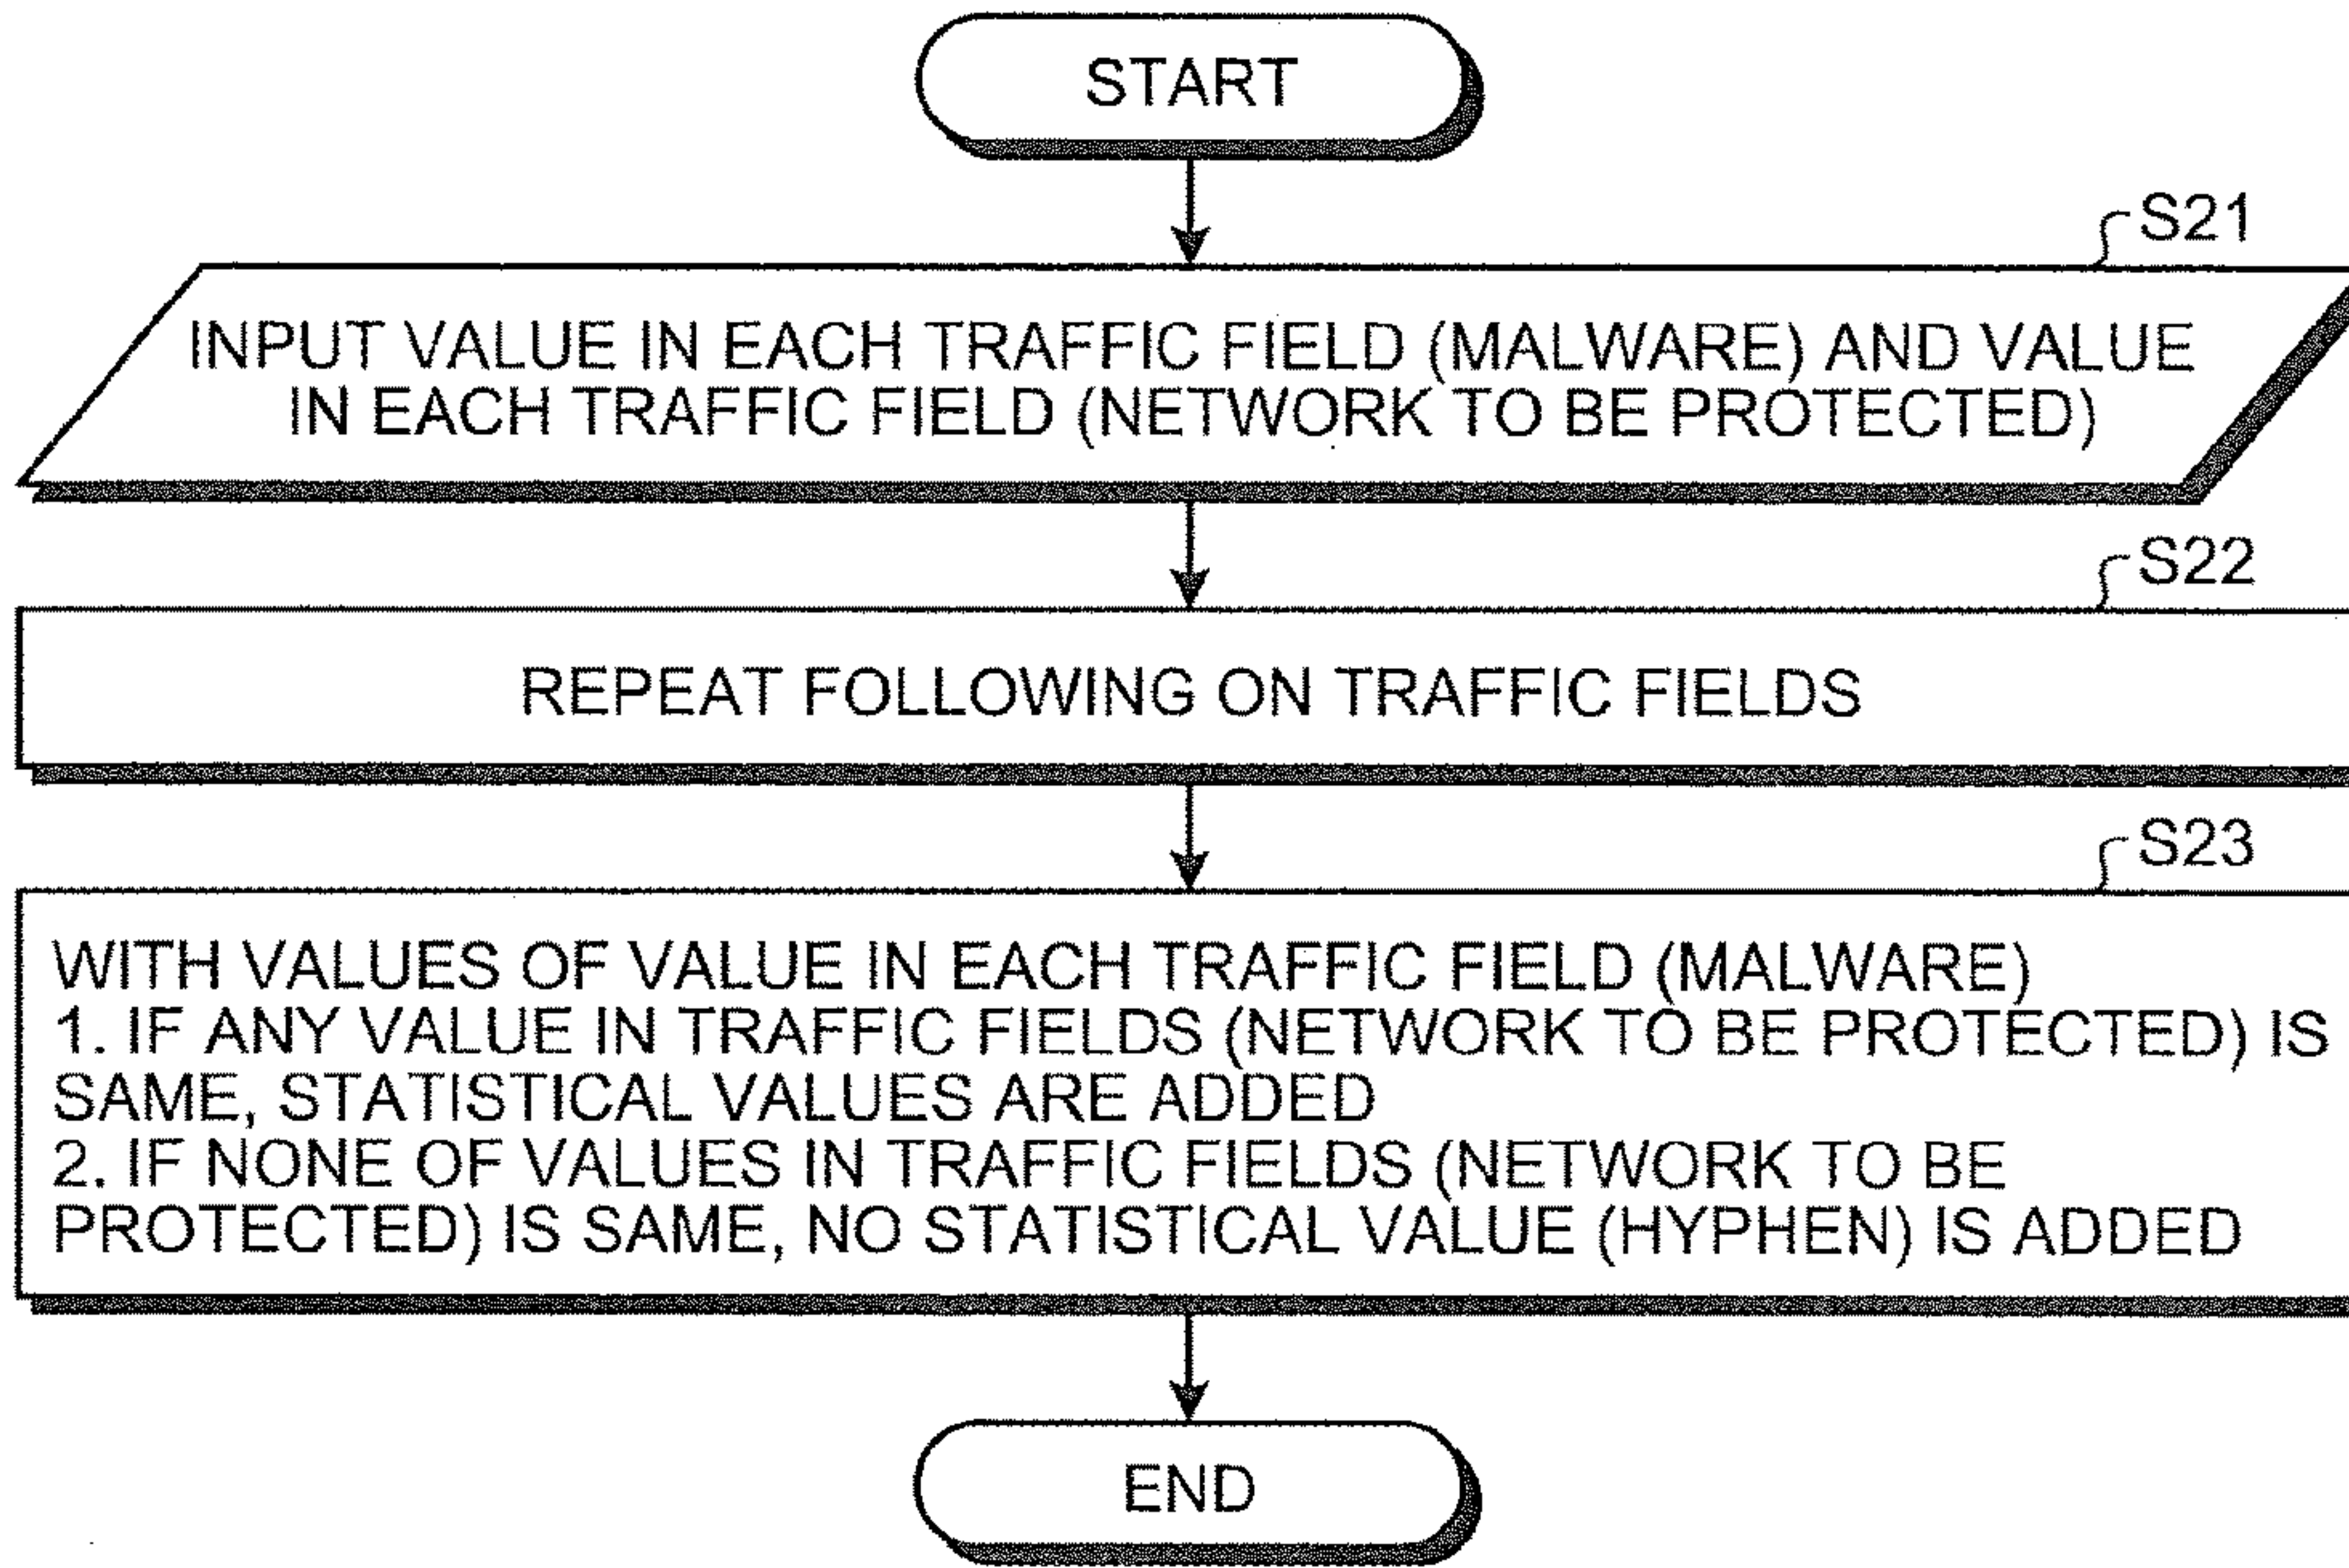 START
S21
INPUT VALUE IN EACH TRAFFIC FIELD (MALWARE) AND VALUE
IN EACH TRAFFIC FIELD (NETWORK TO BE PROTECTED)
S22
REPEAT FOLLOWING ON TRAFFIC FIELDS
S23
WITH VALUES OF VALUE IN EACH TRAFFIC FIELD (MALWARE)
1. IF ANY VALUE IN TRAFFIC FIELDS (NETWORK TO BE PROTECTED) IS
SAME, STATISTICAL VALUES ARE ADDED
2. IF NONE OF VALUES IN TRAFFIC FIELDS (NETWORK TO BE
PROTECTED) IS SAME, NO STATISTICAL VALUE (HYPHEN) IS ADDED
END